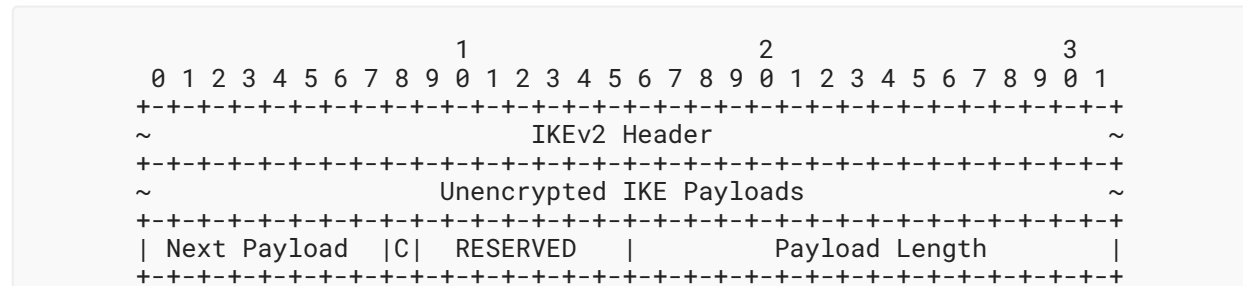 1                   2                   3
 0 1 2 3 4 5 6 7 8 9 0 1 2 3 4 5 6 7 8 9 0 1 2 3 4 5 6 7 8 9 0 1
+-+-+-+-+-+-+-+-+-+-+-+-+-+-+-+-+-+-+-+-+-+-+-+-+-+-+-+-+-+-+-+-+
~                         IKEv2 Header                          ~
+-+-+-+-+-+-+-+-+-+-+-+-+-+-+-+-+-+-+-+-+-+-+-+-+-+-+-+-+-+-+-+-+
~                   Unencrypted IKE Payloads                    ~
+-+-+-+-+-+-+-+-+-+-+-+-+-+-+-+-+-+-+-+-+-+-+-+-+-+-+-+-+-+-+-+-+
| Next Payload  |C|  RESERVED   |         Payload Length        |
+-+-+-+-+-+-+-+-+-+-+-+-+-+-+-+-+-+-+-+-+-+-+-+-+-+-+-+-+-+-+-+-+